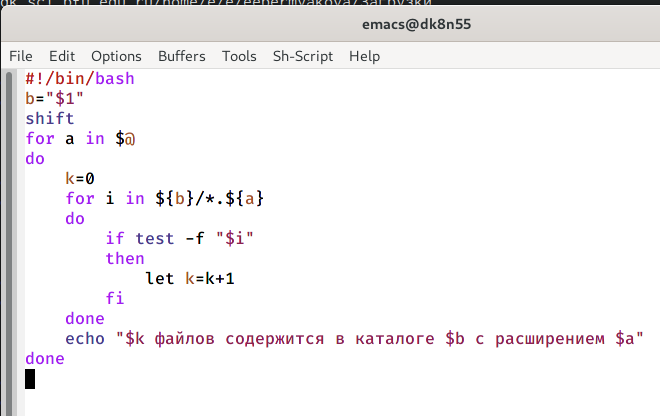 emacs@dk8n55
File Edit Options Buffers Tools Sh-Script Help
#!/bin/bash
b="$1"
shift
for a in $@
do
    k=0
    for i in ${b}/*.${a}
    do
        if test -f "$i"
        then
            let k=k+1
        fi
    done
    echo "$k файлов содержится в каталоге $b с расширением $a"
done